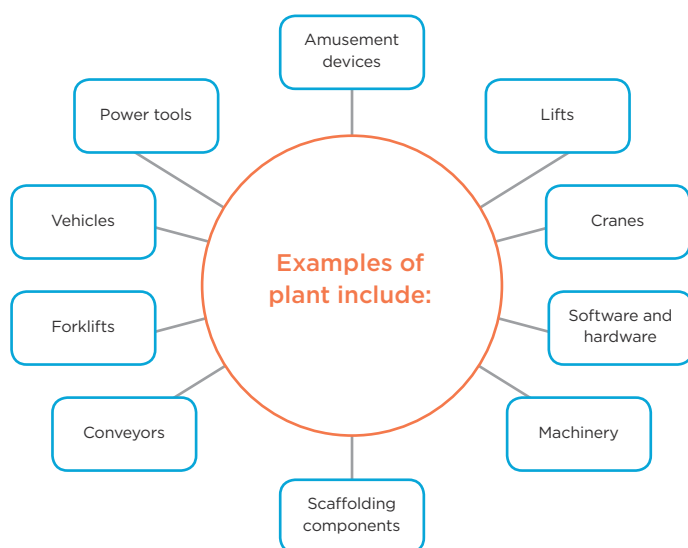 Amusement
devices
Power tools
Lifts
Vehicles
Cranes
Examples of
plant include:
Forklifts
Software and
hardware
Conveyors
Machinery
Scaffolding
components